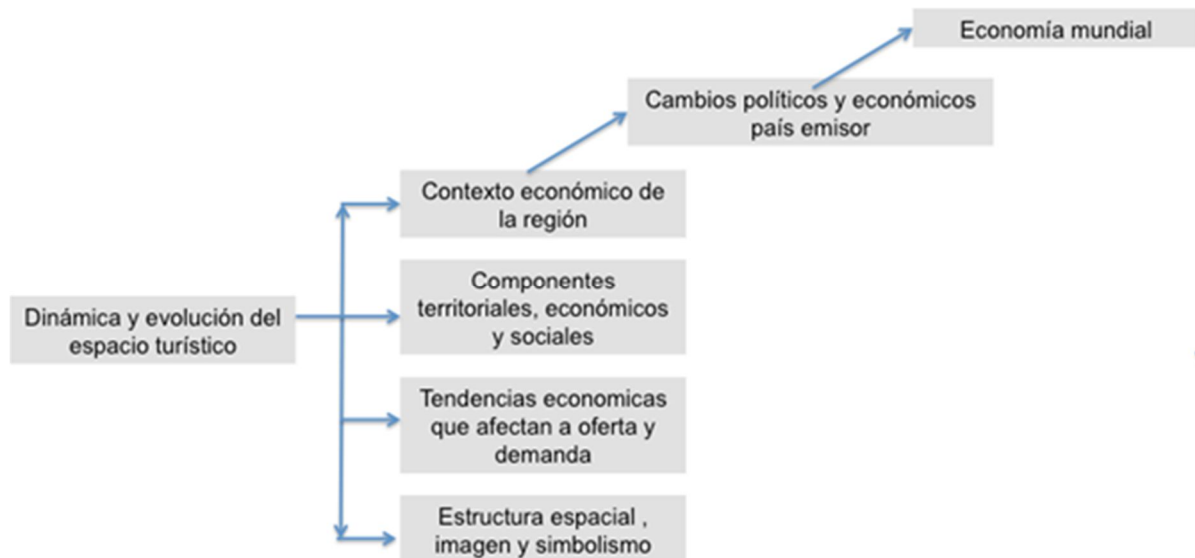 Economía mundial
Cambios políticos y económicos
país emisor
Contexto económico de
la región
Componentes
territoriales, económicos
y sociales
Dinámica y evolución del
espacio turístico
Tendencias economicas
que afectan a oferta y
demanda
Estructura espacial ,
imagen y simbolismo